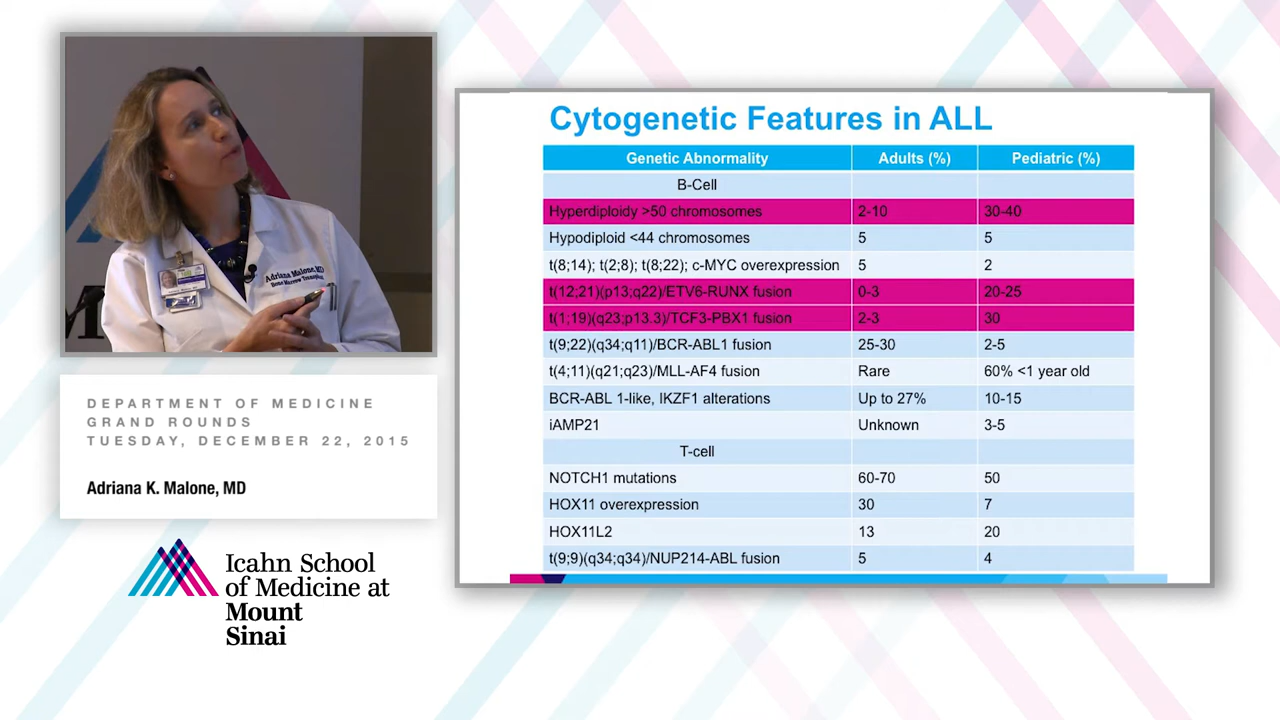 Adriana Malone, MD
Bone Marrow Transplant
DEPARTMENT OF MEDICINE
GRAND ROUNDS
TUESDAY, DECEMBER 22, 2015
Adriana K. Malone, MD
Icahn School
of Medicine at
Mount
Sinai
Cytogenetic Features in ALL
Genetic Abnormality Adults (%) Pediatric (%)
B-Cell
Hyperdiploidy >50 chromosomes 2-10 30-40
Hypodiploid <44 chromosomes 5 5
t(8;14); t(2;8); t(8;22); c-MYC overexpression 5 2
t(12;21)(p13;q22)/ETV6-RUNX fusion 0-3 20-25
t(1;19)(q23;p13.3)/TCF3-PBX1 fusion 2-3 30
t(9;22)(q34;q11)/BCR-ABL1 fusion 25-30 2-5
t(4;11)(q21;q23)/MLL-AF4 fusion Rare 60% <1 year old
BCR-ABL 1-like, IKZF1 alterations Up to 27% 10-15
iAMP21 Unknown 3-5
T-cell
NOTCH1 mutations 60-70 50
HOX11 overexpression 30 7
HOX11L2 13 20
t(9;9)(q34;q34)/NUP214-ABL fusion 5 4